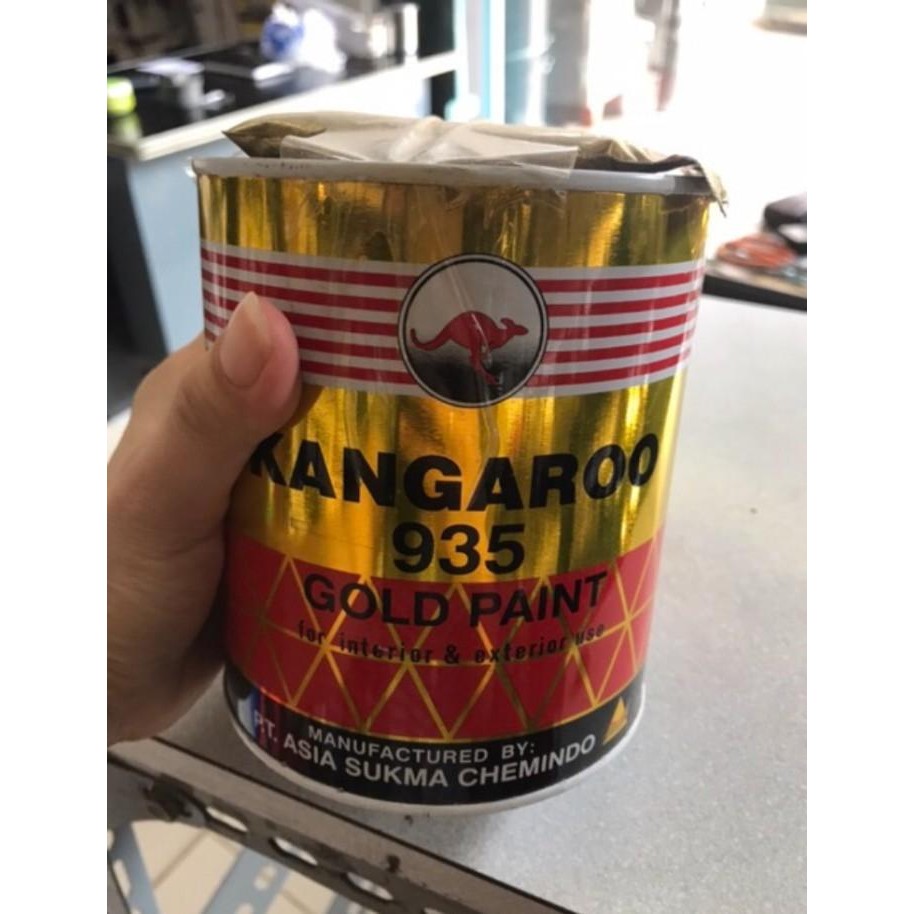 KANGAROO
935
GOLD PAINT
for interior & exterior use
MANUFACTURED BY:
PT. ASIA SUKMA CHEMINDO